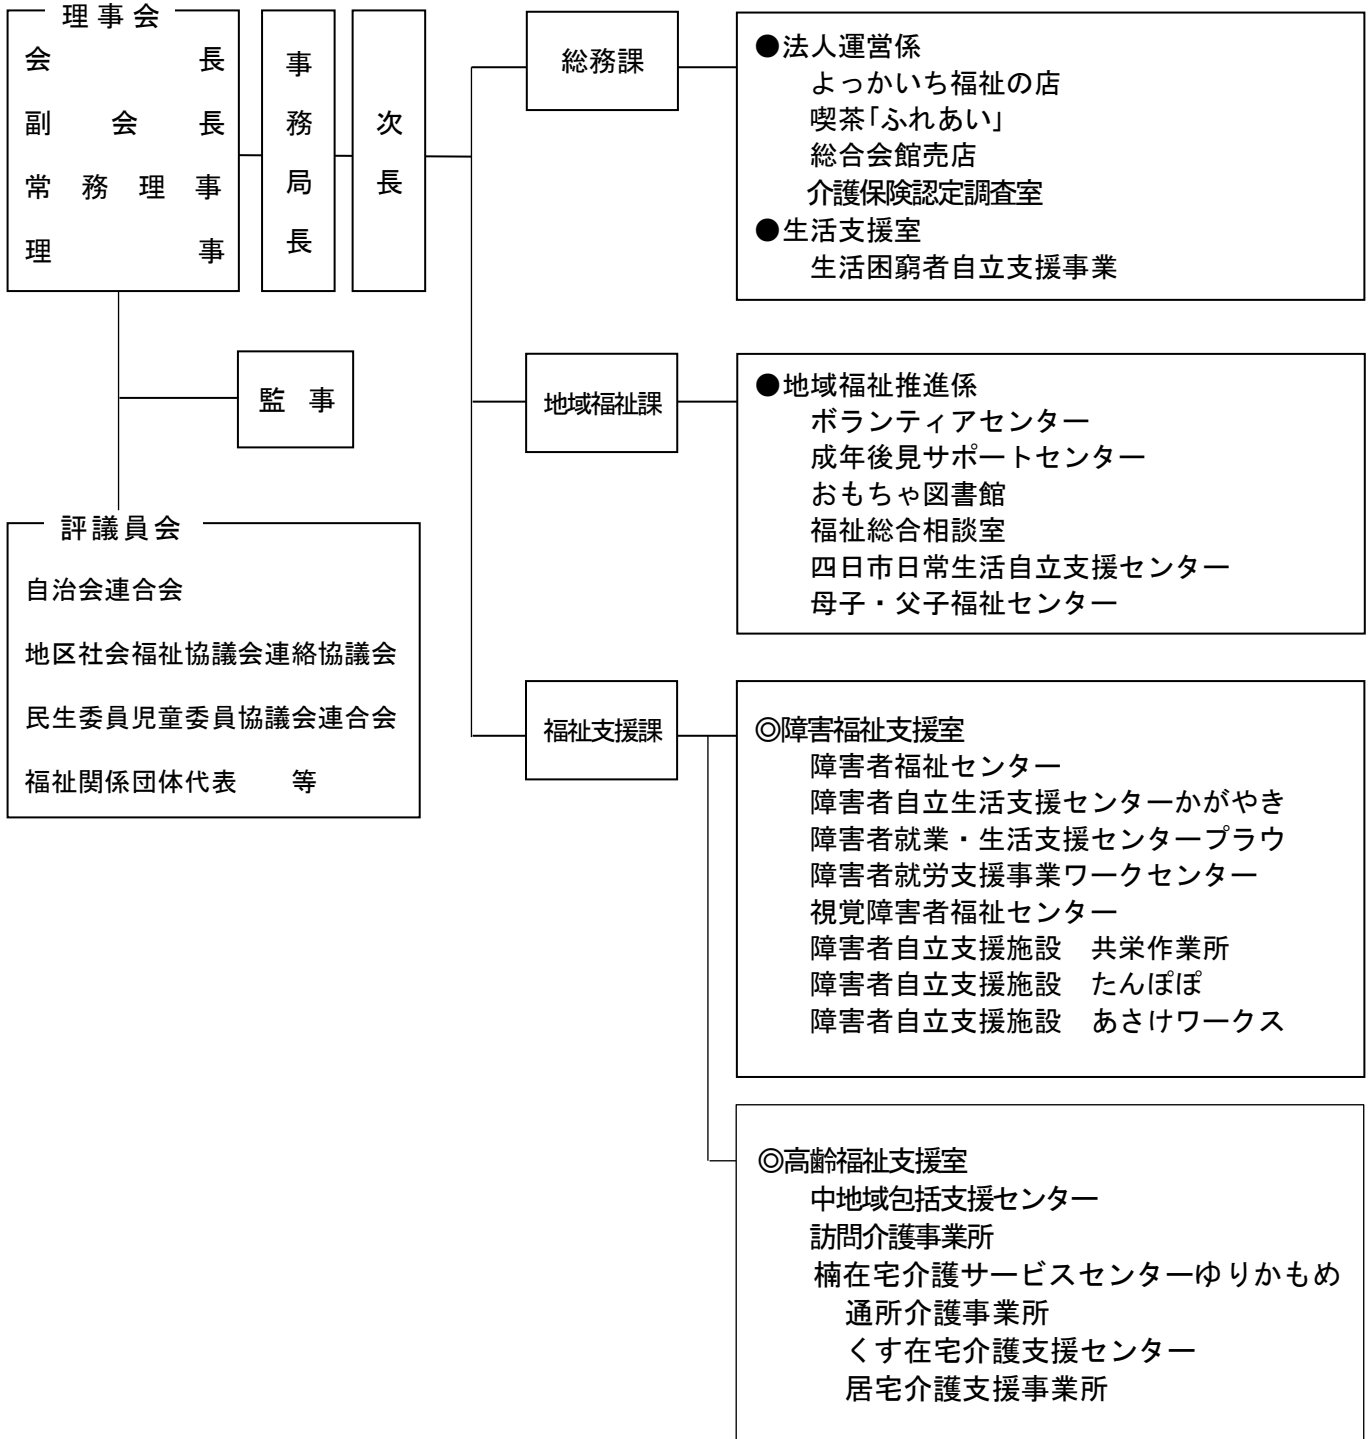 理事会
会長
副会長
常務理事
理事
事務局長
次長
監事
評議員会
自治会連合会
地区社会福祉協議会連絡協議会
民生委員児童委員協議会連合会
福祉関係団体代表　等
総務課
●法人運営係
よっかいち福祉の店
喫茶｢ふれあい｣
総合会館売店
介護保険認定調査室
●生活支援室
生活困窮者自立支援事業
地域福祉課
●地域福祉推進係
ボランティアセンター
成年後見サポートセンター
おもちゃ図書館
福祉総合相談室
四日市日常生活自立支援センター
母子・父子福祉センター
福祉支援課
◎障害福祉支援室
障害者福祉センター
障害者自立生活支援センターかがやき
障害者就業・生活支援センタープラウ
障害者就労支援事業ワークセンター
視覚障害者福祉センター
障害者自立支援施設　共栄作業所
障害者自立支援施設　たんぽぽ
障害者自立支援施設　あさけワークス
◎高齢福祉支援室
中地域包括支援センター
訪問介護事業所
楠在宅介護サービスセンターゆりかもめ
通所介護事業所
くす在宅介護支援センター
居宅介護支援事業所